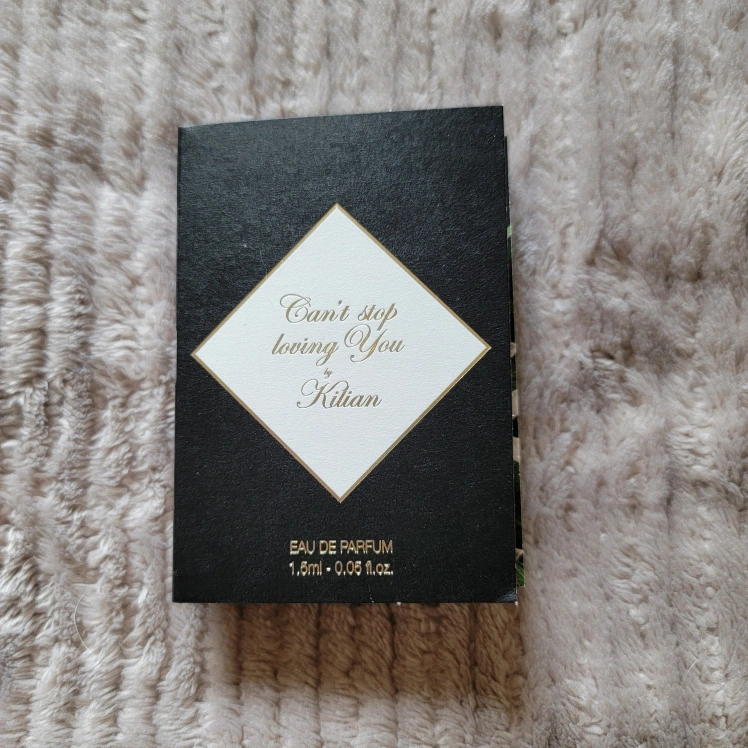 Can't stop
loving You
by
Kilian
EAU DE PARFUM
1.5ml - 0.05 fl.oz.